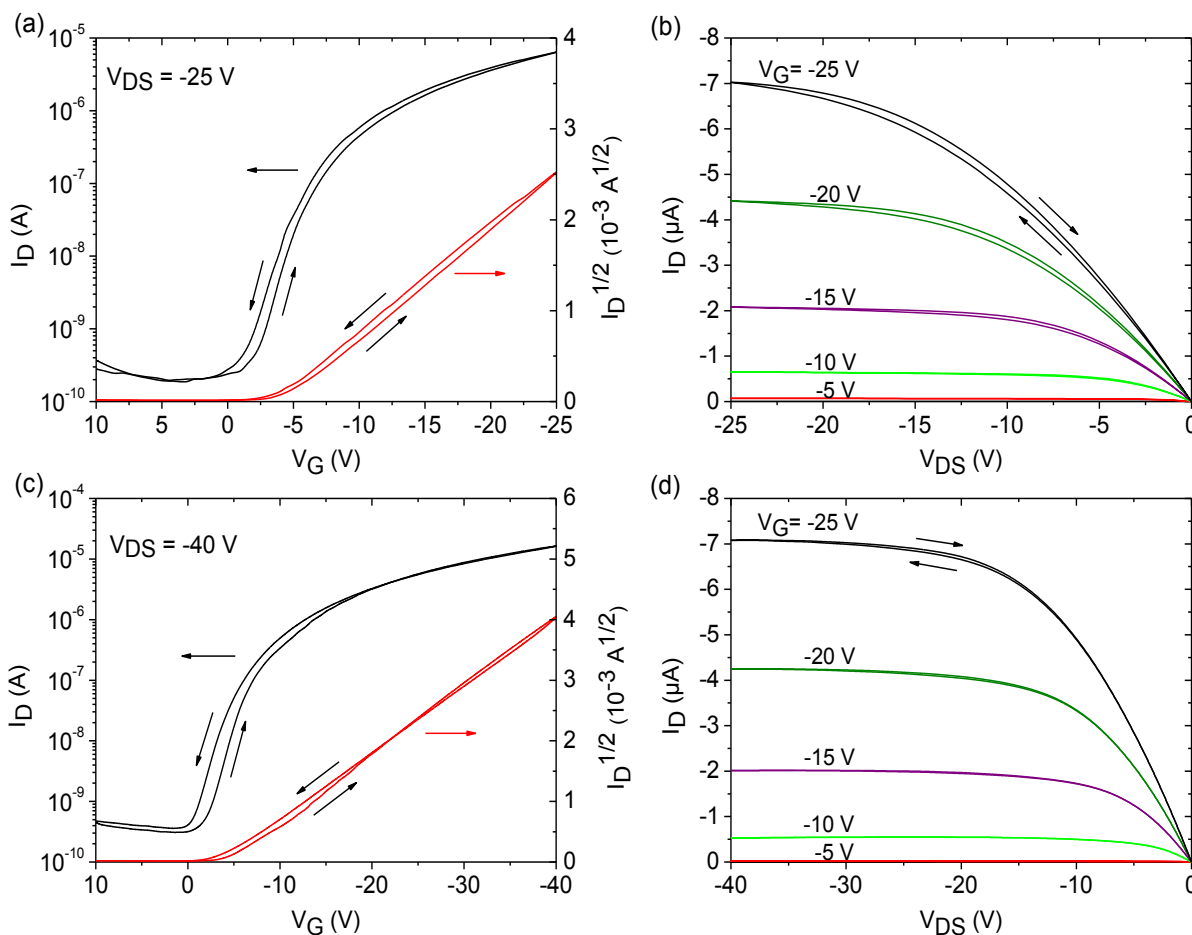 (a)
V_DS = -25 V
10^-5
10^-6
10^-7
10^-8
10^-9
10^-10
I_D (A)
4
3
2
1
0
I_D^1/2 (10^-3 A^1/2)
10 5 0 -5 -10 -15 -20 -25
V_G (V)
(b)
V_G= -25 V
-20 V
-15 V
-10 V
-5 V
-8
-7
-6
-5
-4
-3
-2
-1
0
I_D (µA)
-25 -20 -15 -10 -5 0
V_DS (V)
(c)
V_DS = -40 V
10^-4
10^-5
10^-6
10^-7
10^-8
10^-9
10^-10
I_D (A)
6
5
4
3
2
1
0
I_D^1/2 (10^-3 A^1/2)
10 0 -10 -20 -30 -40
V_G (V)
(d)
V_G= -25 V
-20 V
-15 V
-10 V
-5 V
-8
-7
-6
-5
-4
-3
-2
-1
0
I_D (µA)
-40 -30 -20 -10 0
V_DS (V)